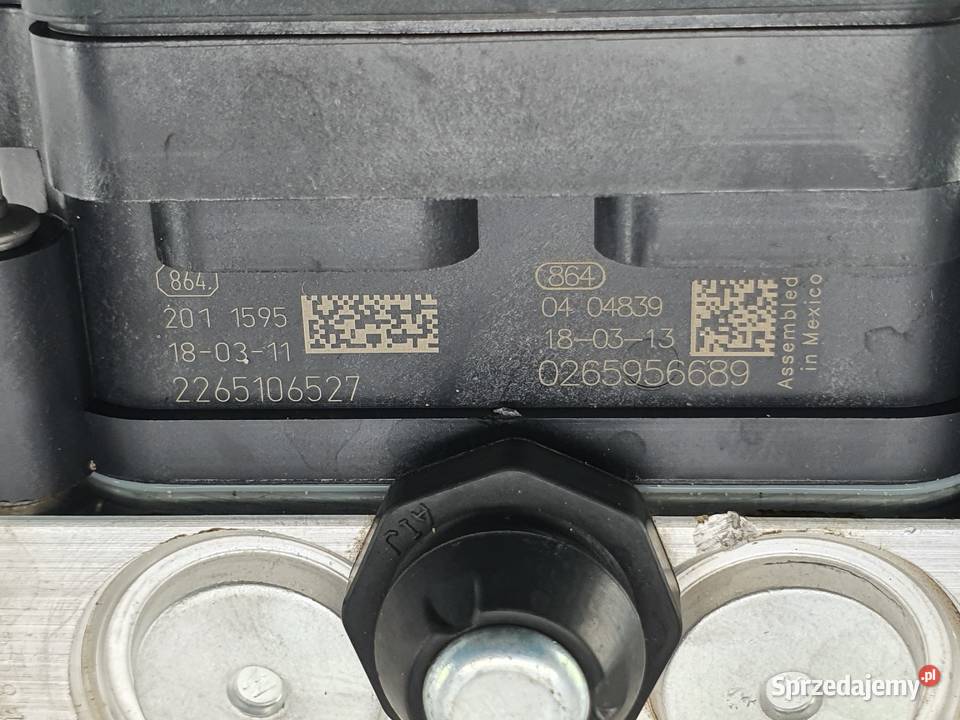 864
201 1595
18-03-11
2265106527
864
04 04839
18-03-13
0265956689
Assembled
in Mexico
AIJ
Sprzedajemy.pl